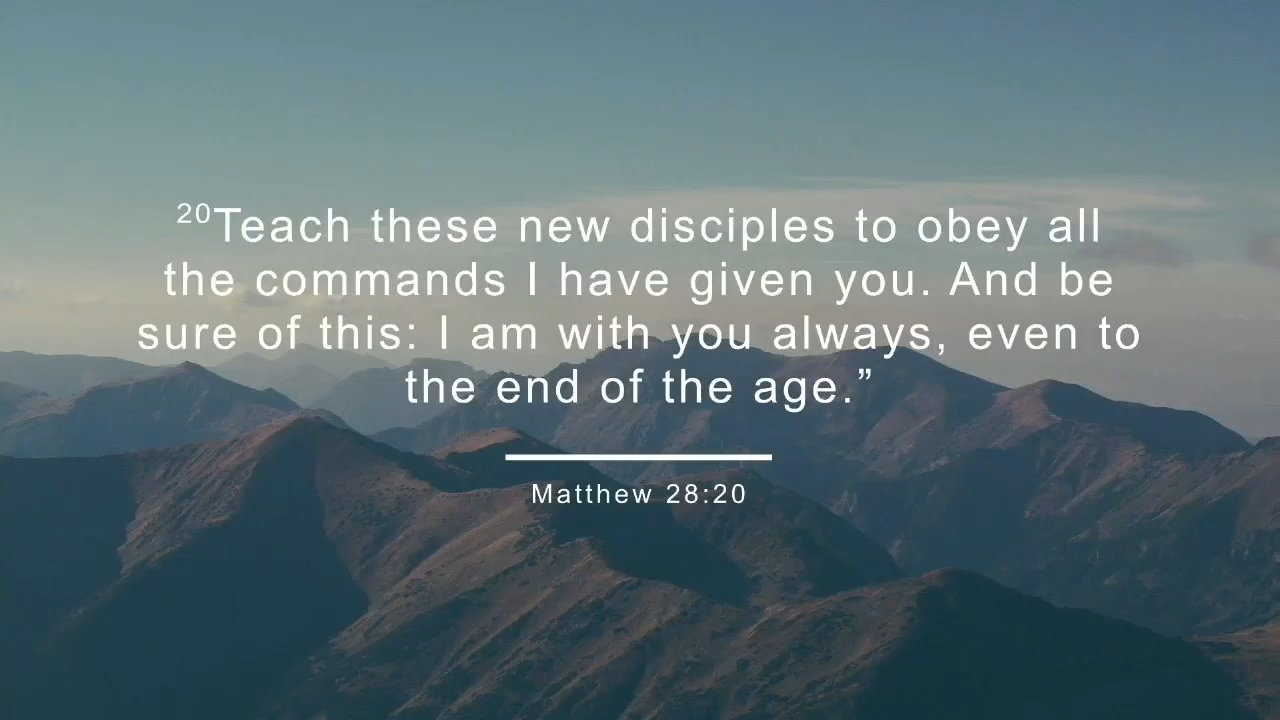 ²⁰Teach these new disciples to obey all
the commands I have given you. And be
sure of this: I am with you always, even to
the end of the age.”
Matthew 28:20